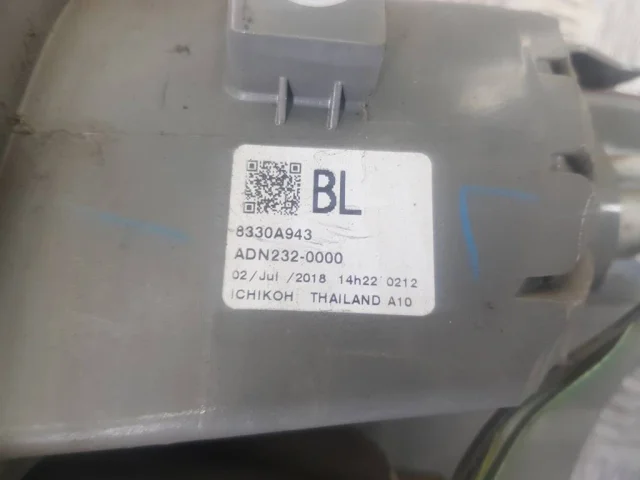 BL
8330A943
ADN232-0000
02/Jul /2018 14h22 0212
ICHIKOH THAILAND A10